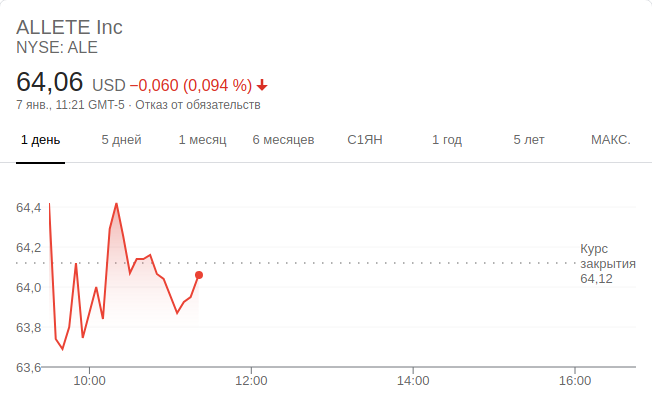 ALLETE Inc
NYSE: ALE
64,06 USD −0,060 (0,094 %)
7 янв., 11:21 GMT-5 · Отказ от обязательств
1 день 5 дней 1 месяц 6 месяцев С1ЯН 1 год 5 лет МАКС.
64,4
64,2
64,0
63,8
63,6
Курс
закрытия
64,12
10:00 12:00 14:00 16:00